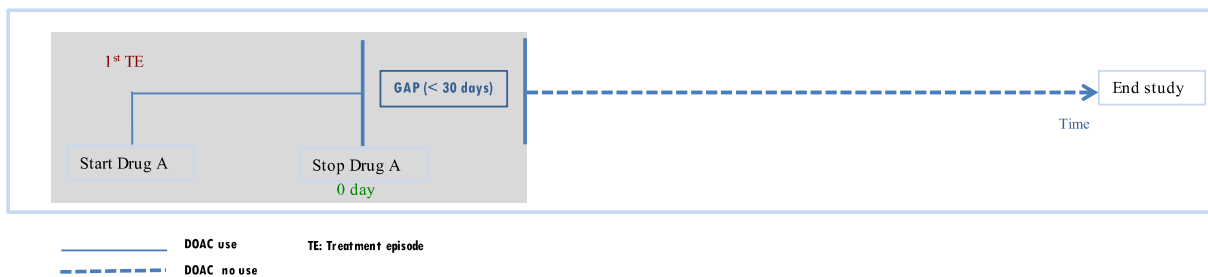 1st TE
GAP (< 30 days)
End study
Time
Start Drug A
Stop Drug A
0 day
DOAC use
TE: Treatment episode
DOAC no use